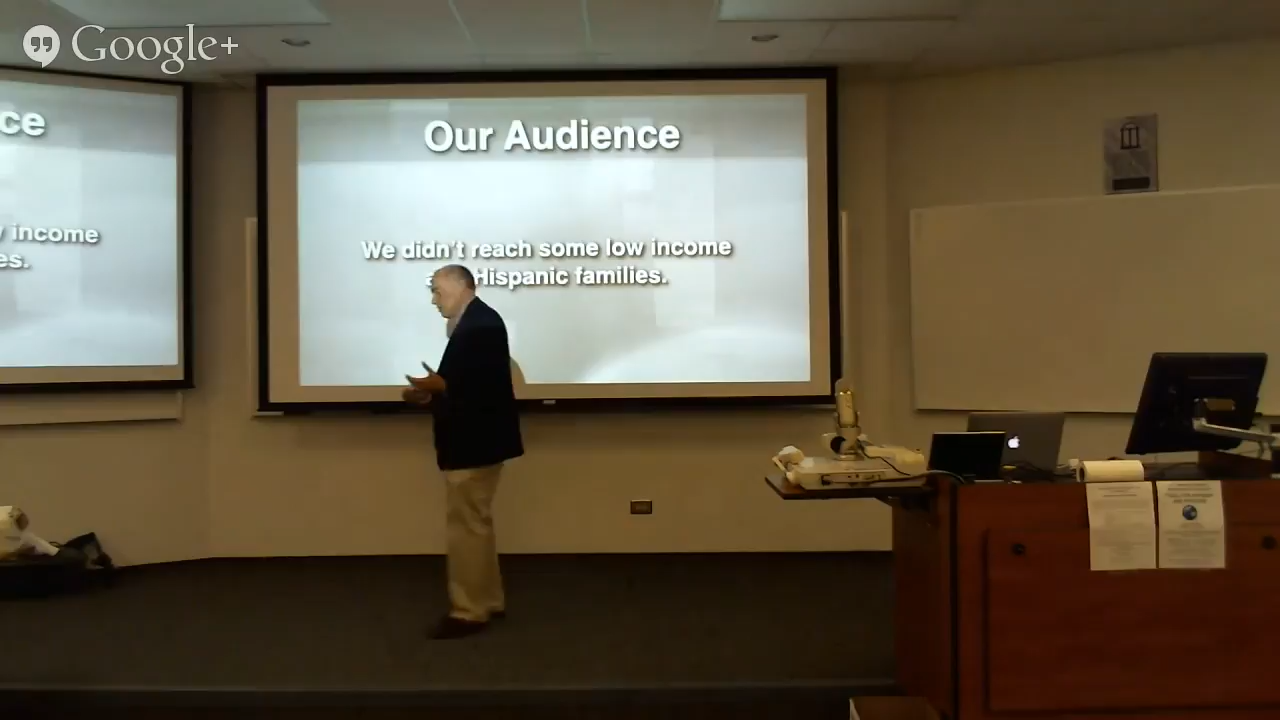 Google+
ce
Our Audience
income
es.
We didn't reach some low income
Hispanic families.